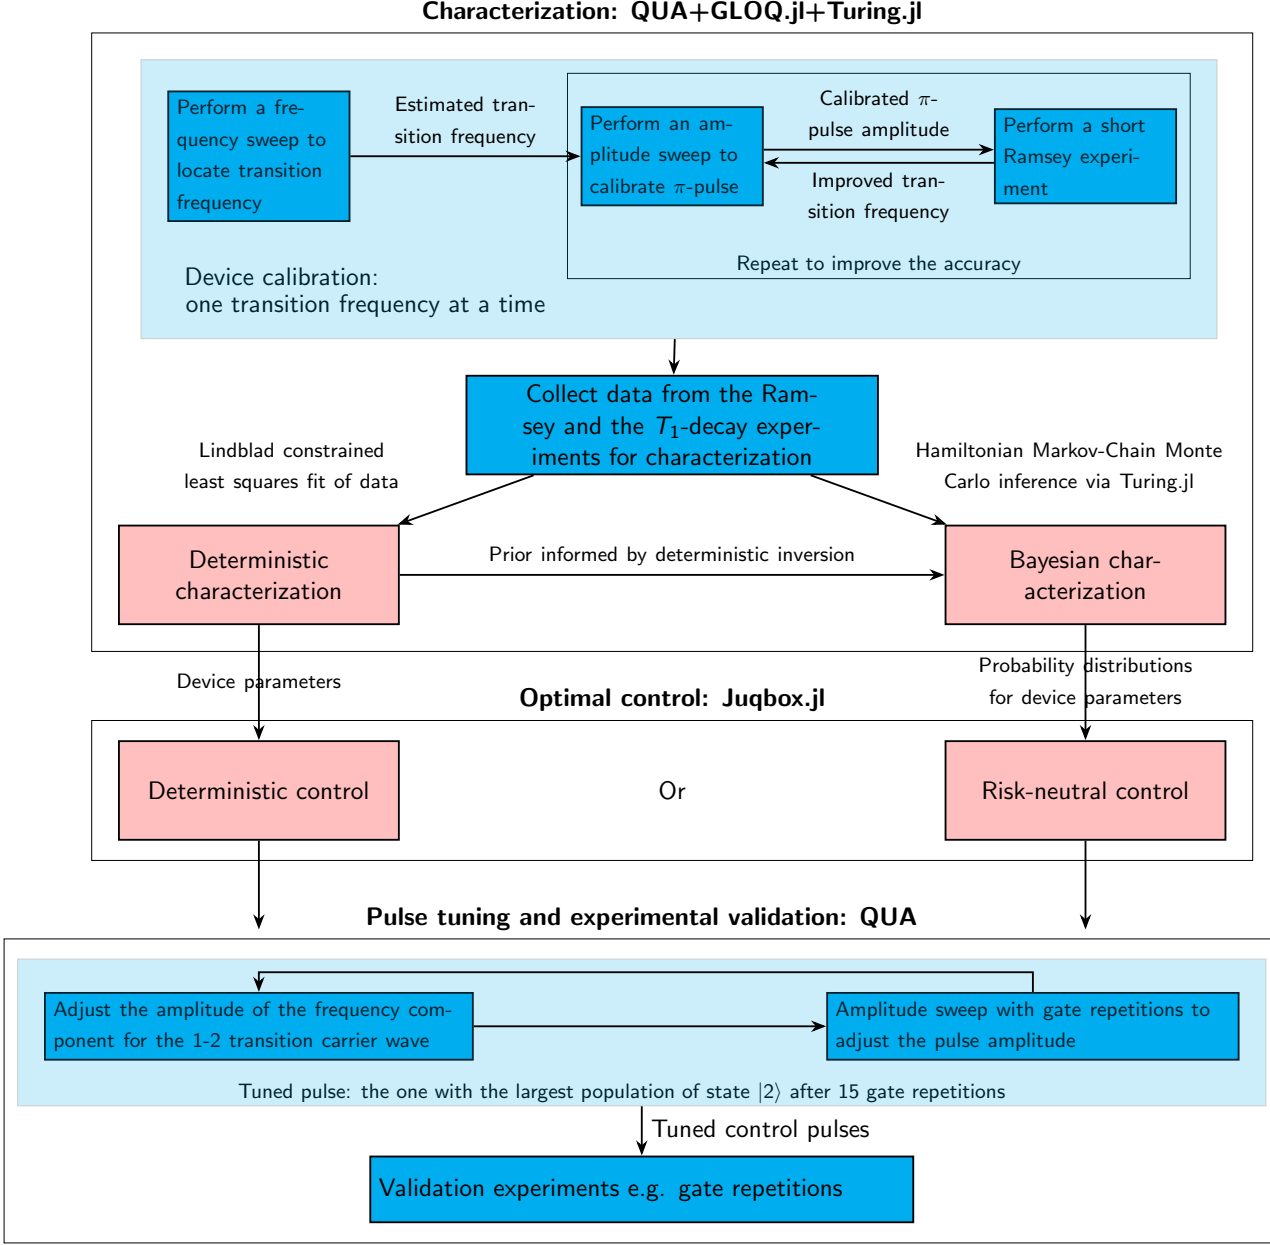 Characterization: QUA+GLOQ.jl+Turing.jl
Perform a fre-
quency sweep to
locate transition
frequency
Estimated tran-
sition frequency
Perform an am-
plitude sweep to
calibrate π-pulse
Calibrated π-
pulse amplitude
Improved tran-
sition frequency
Perform a short
Ramsey experi-
ment
Repeat to improve the accuracy
Device calibration:
one transition frequency at a time
Collect data from the Ram-
sey and the T₁-decay exper-
iments for characterization
Lindblad constrained
least squares fit of data
Hamiltonian Markov-Chain Monte
Carlo inference via Turing.jl
Deterministic
characterization
Prior informed by deterministic inversion
Bayesian char-
acterization
Device parameters
Probability distributions
for device parameters
Optimal control: Juqbox.jl
Deterministic control
Or
Risk-neutral control
Pulse tuning and experimental validation: QUA
Adjust the amplitude of the frequency com-
ponent for the 1-2 transition carrier wave
Amplitude sweep with gate repetitions to
adjust the pulse amplitude
Tuned pulse: the one with the largest population of state |2⟩ after 15 gate repetitions
Tuned control pulses
Validation experiments e.g. gate repetitions